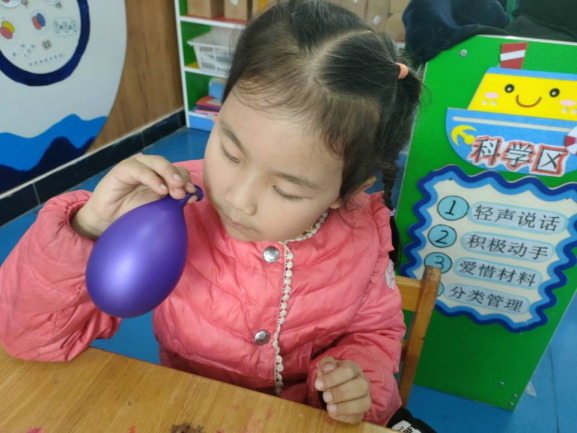 科学区
1 轻声说话
2 积极动手
3 爱惜材料
分类管理